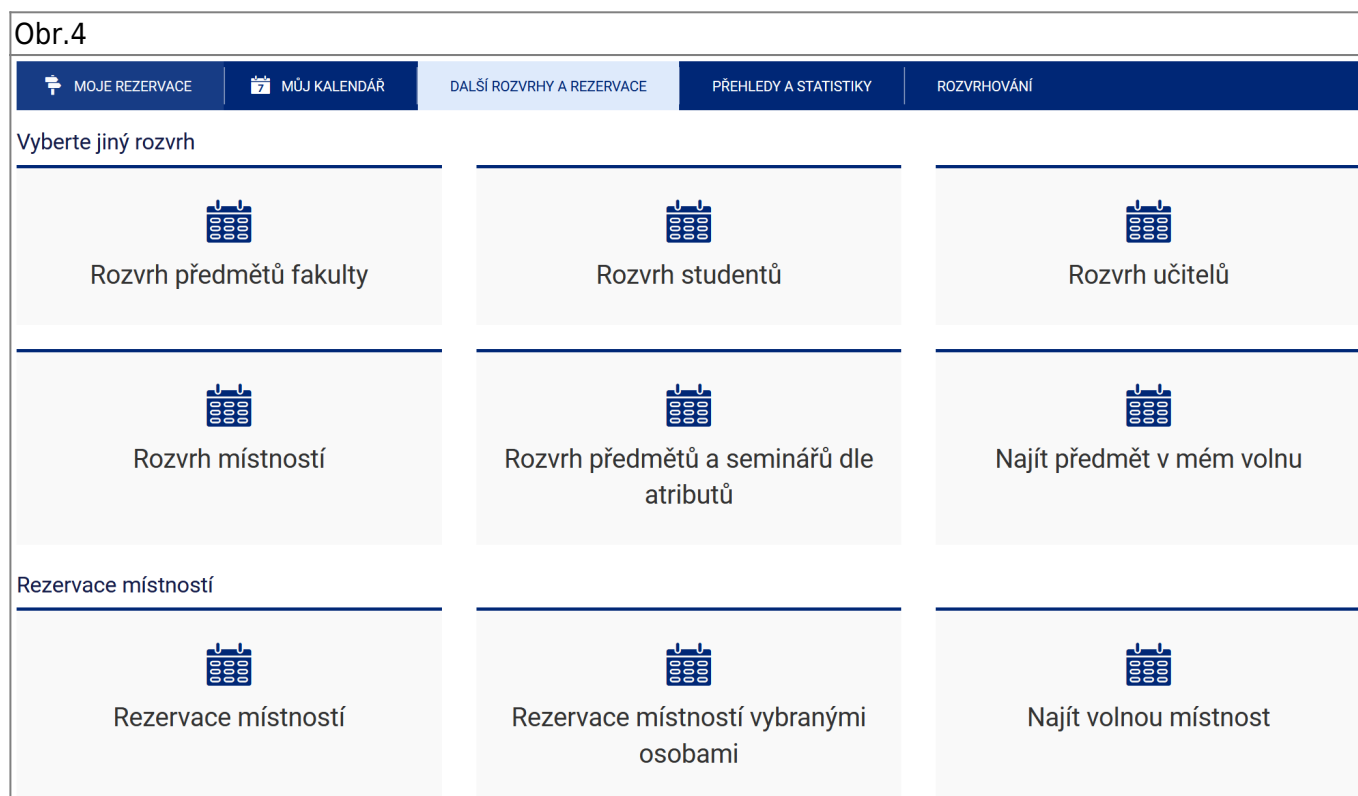 Obr.4
MOJE REZERVACE 7 MŮJ KALENDÁŘ DALŠÍ ROZVRHY A REZERVACE PŘEHLEDY A STATISTIKY ROZVRHOVÁNÍ
Vyberte jiný rozvrh
Rozvrh předmětů fakulty
Rozvrh studentů
Rozvrh učitelů
Rozvrh místností
Rozvrh předmětů a seminářů dle
atributů
Najít předmět v mém volnu
Rezervace místností
Rezervace místností
Rezervace místností vybranými
osobami
Najít volnou místnost